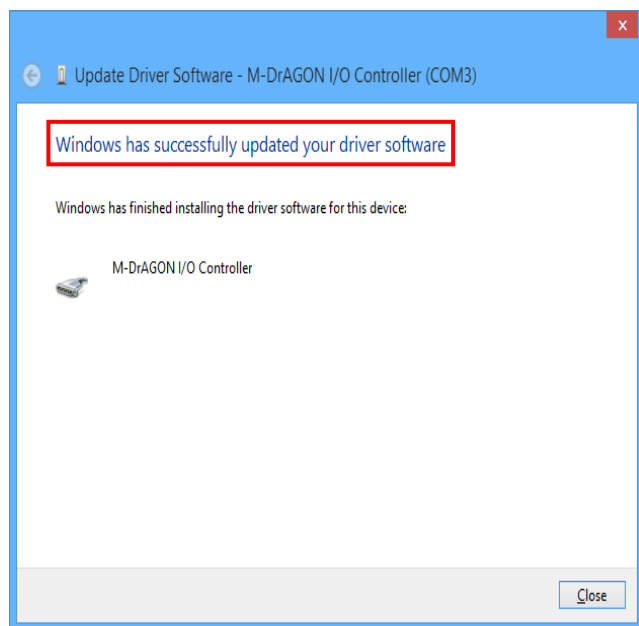 x
Update Driver Software - M-DrAGON I/O Controller (COM3)
Windows has successfully updated your driver software
Windows has finished installing the driver software for this device:
M-DrAGON I/O Controller
Close